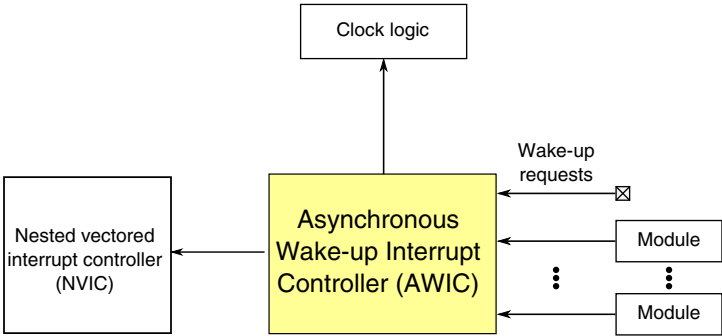 Clock logic
Wake-up
requests
Nested vectored
interrupt controller
(NVIC)
Asynchronous
Wake-up Interrupt
Controller (AWIC)
Module
Module